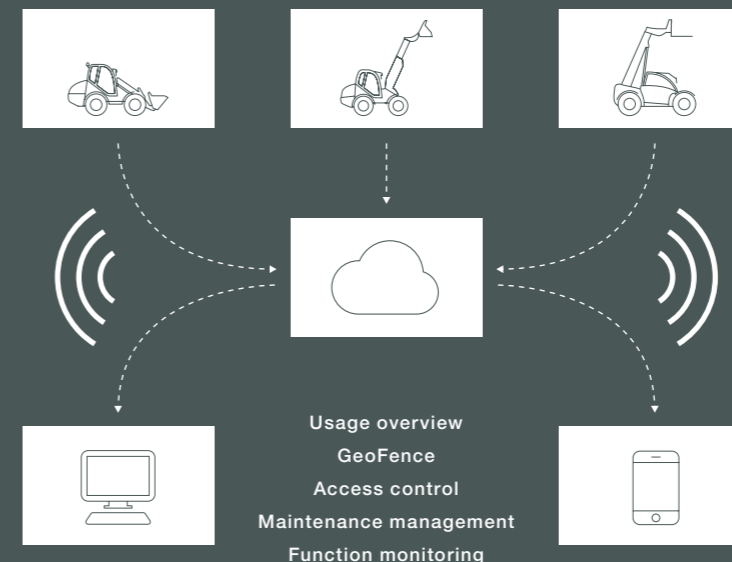 Usage overview
GeoFence
Access control
Maintenance management
Function monitoring